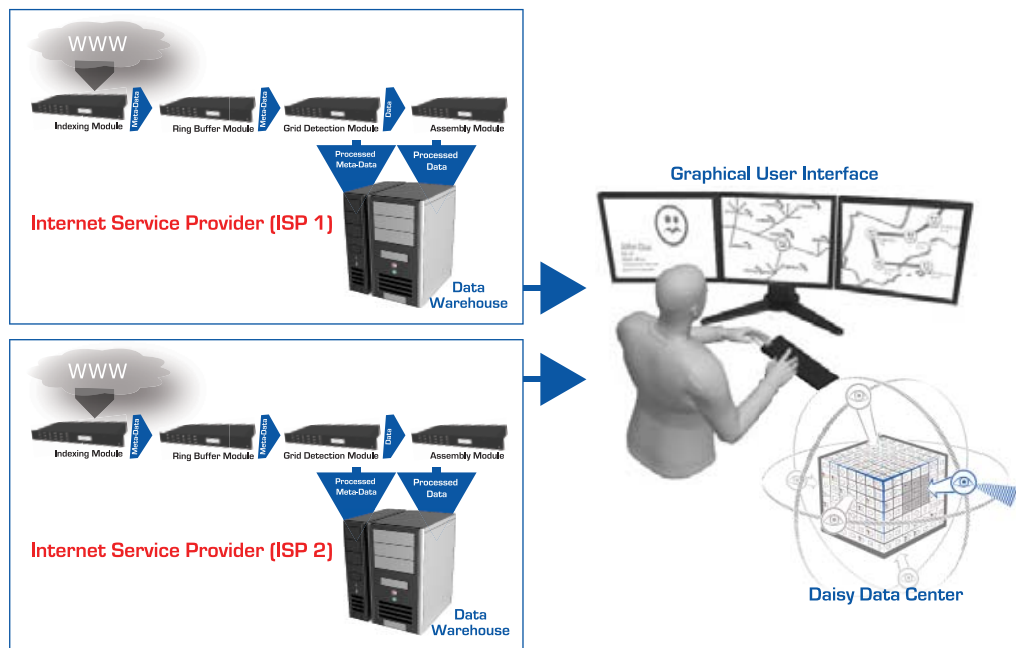 WWW
Meta-Data
Meta-Data
Data
Indexing Module
Ring Buffer Module
Grid Detection Module
Assembly Module
Processed
Meta-Data
Processed
Data
Internet Service Provider (ISP 1)
Data
Warehouse
WWW
Meta-Data
Meta-Data
Data
Indexing Module
Ring Buffer Module
Grid Detection Module
Assembly Module
Processed
Meta-Data
Processed
Data
Internet Service Provider (ISP 2)
Data
Warehouse
Graphical User Interface
John Doe
Daisy Data Center